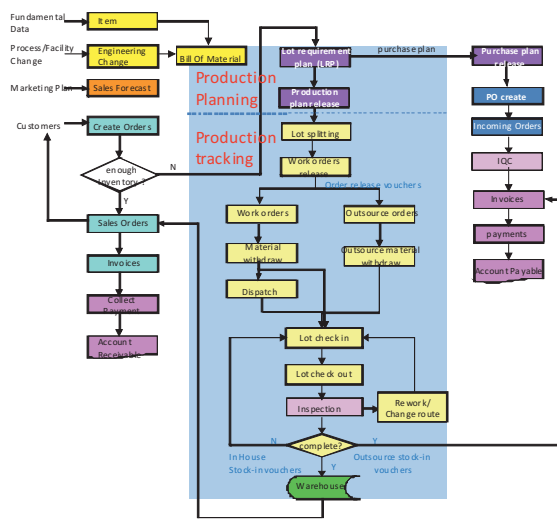 Fundamental
Data
Item
Process/Facility
Change
Engineering
Change
Bill Of Material
Marketing Plan
Sales Forecast
Customers
Create Orders
enough
Inventory?
N
Y
Sales Orders
Invoices
Collect
Payment
Account
Receivable
Production
Planning
Production
tracking
Lot requirement
plan (LRP)
purchase plan
Production
plan release
Lot splitting
Work orders
release
Order release vouchers
Work orders
Outsource orders
Material
withdraw
Outsource material
withdraw
Dispatch
Lot check in
Lot check out
Inspection
Rework/
Change route
complete?
N
Y
Y
In House
Stock-in vouchers
Outsource stock-in
vouchers
Warehouse
Purchase plan
release
PO create
Incoming Orders
IQC
Invoices
payments
Account Payable